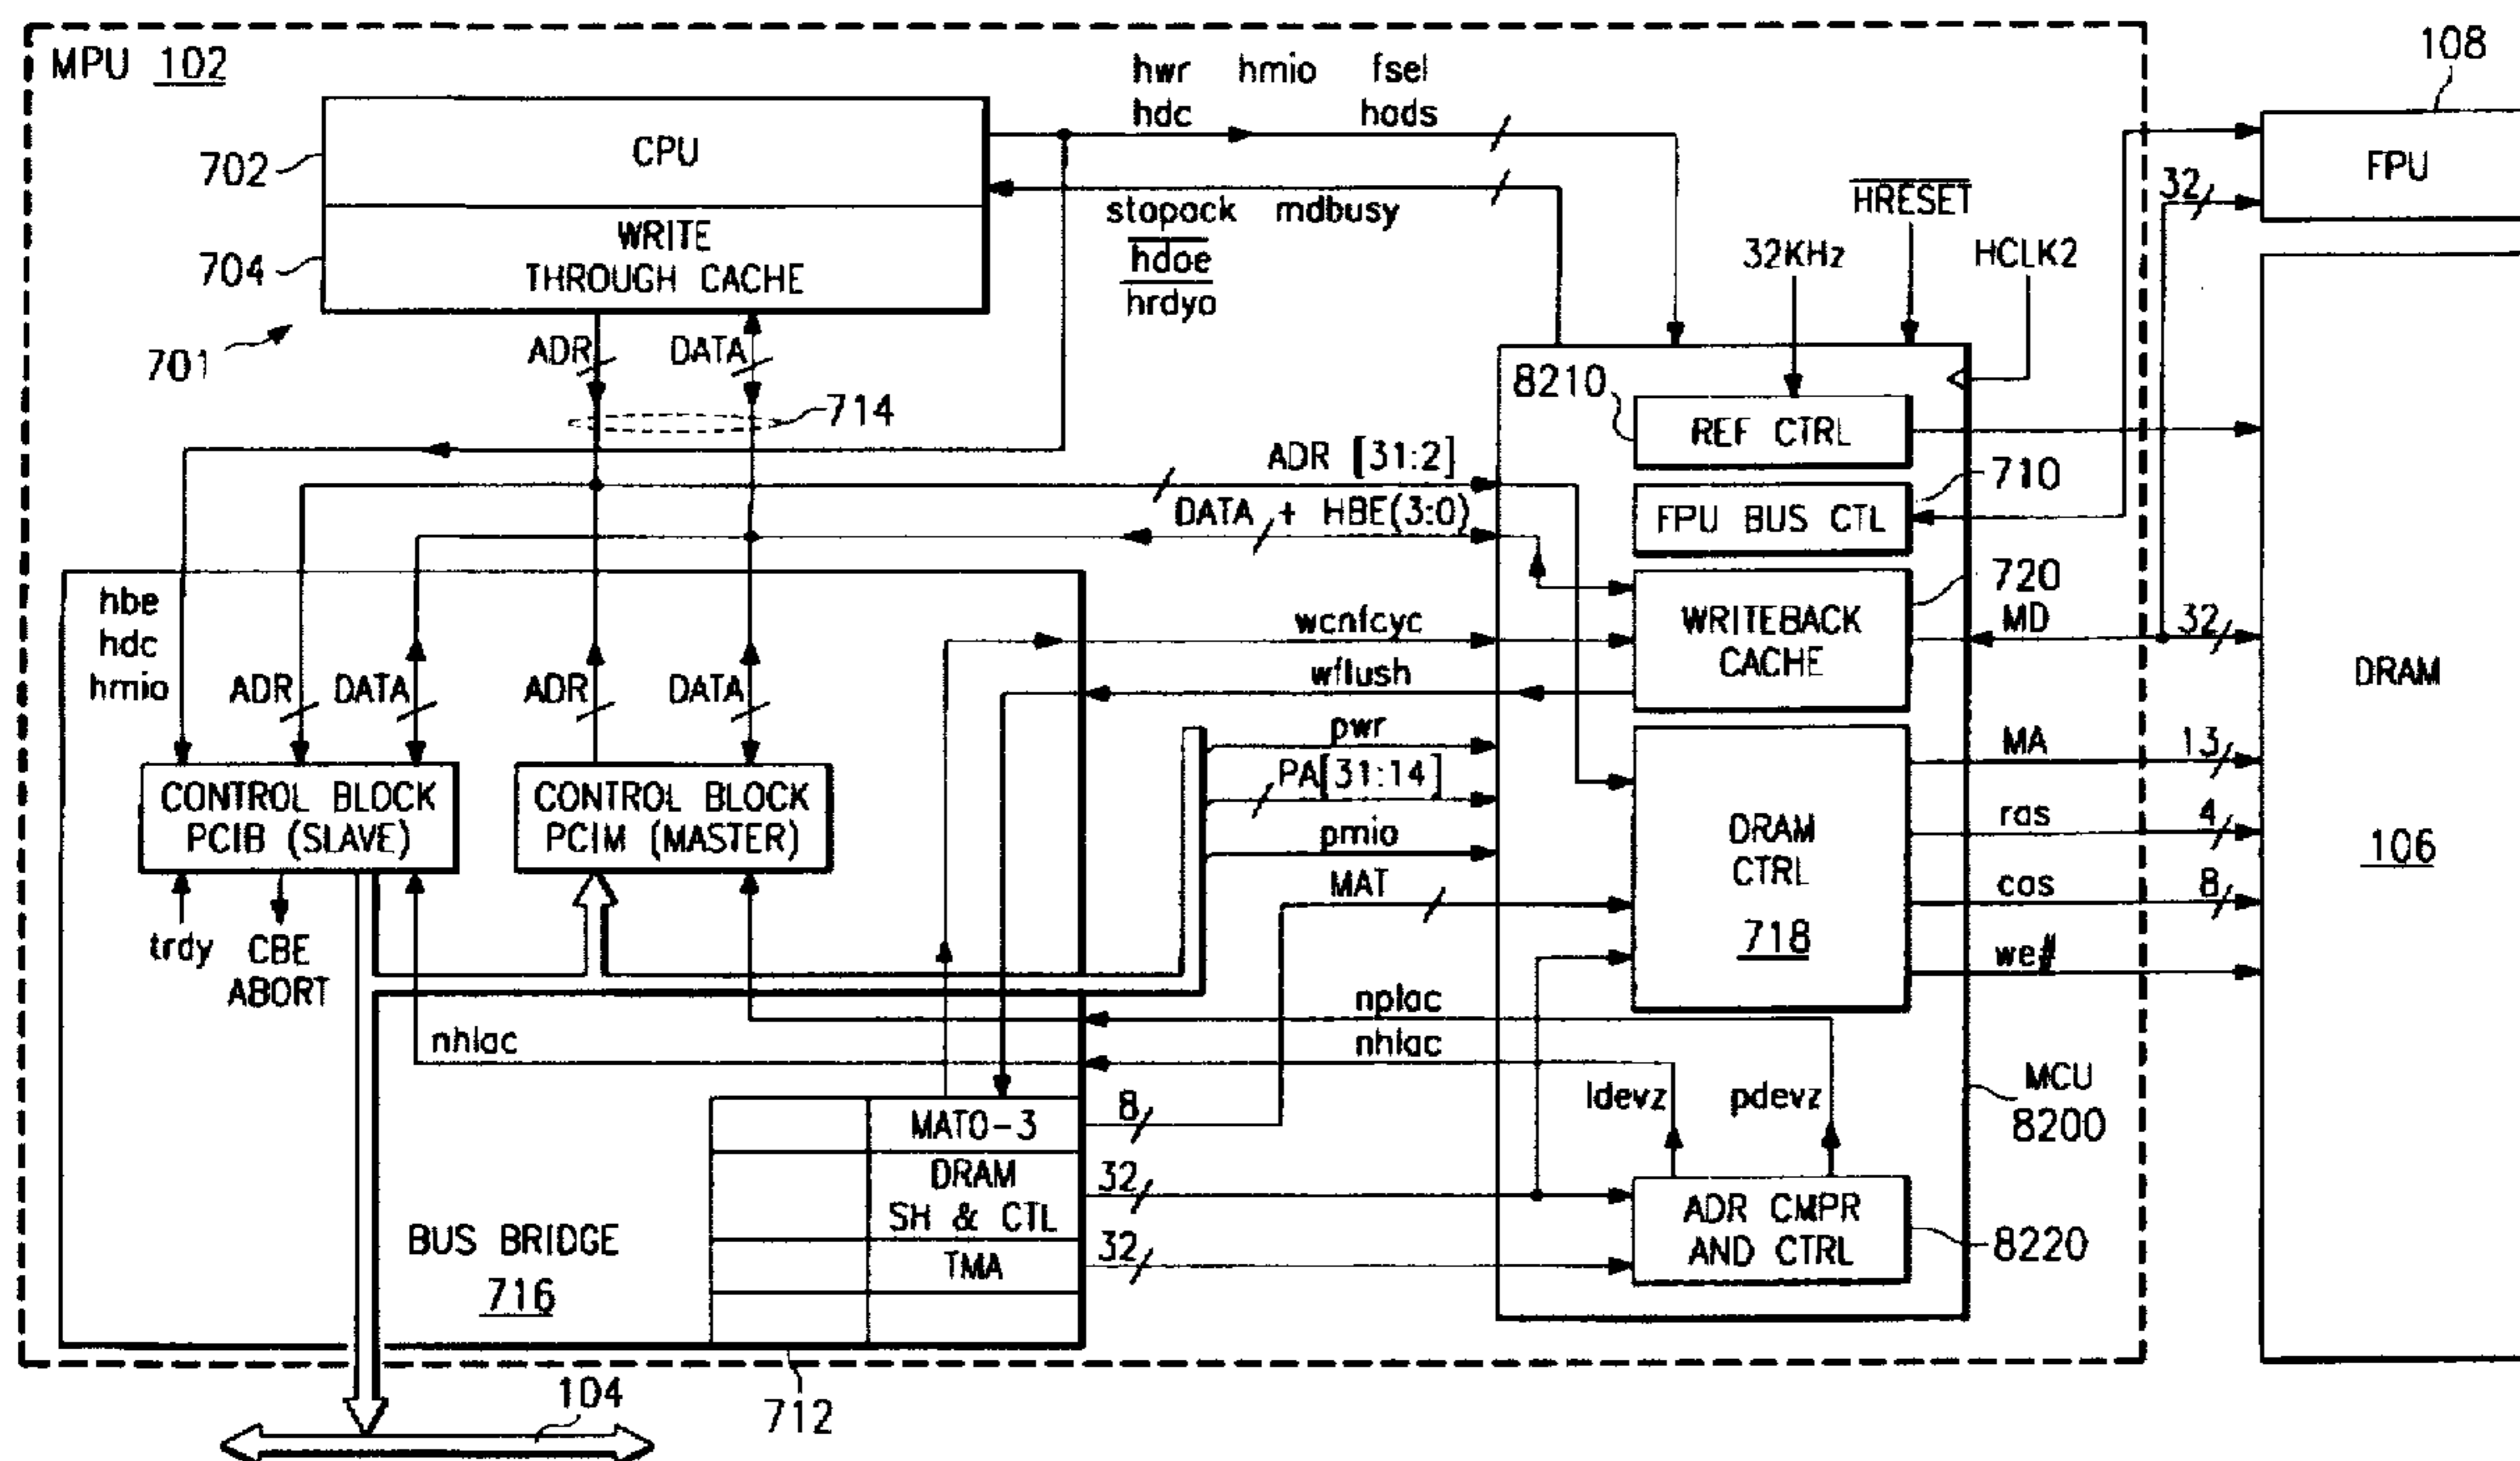 MPU 102
hwr hmio fsel
hdc hads
108
CPU
702
FPU
32
stopock mdbusy
HRESET
WRITE
THROUGH CACHE
704
hdoe
hrdyo
32KHz
HCLK2
701
ADR DATA
714
8210
REF CTRL
ADR [31:2]
710
DATA + HBE(3:0)
FPU BUS CTL
720
hbe
hdc
hmio
wcnfcyc
WRITEBACK
CACHE
MD 32
DRAM
wflush
ADR DATA ADR DATA
pwr
MA 13
PA[31:14]
CONTROL BLOCK
PCIB (SLAVE)
CONTROL BLOCK
PCIM (MASTER)
pmio
DRAM
CTRL
718
ras 4
106
MAT
cas 8
trdy CBE
ABORT
we#
nplac
nhlac
nhlac
ldevz pdevz
MCU
8200
MAT0-3
8
DRAM
SH & CTL
32
ADR CMPR
AND CTRL
8220
BUS BRIDGE
716
TMA
32
104
712